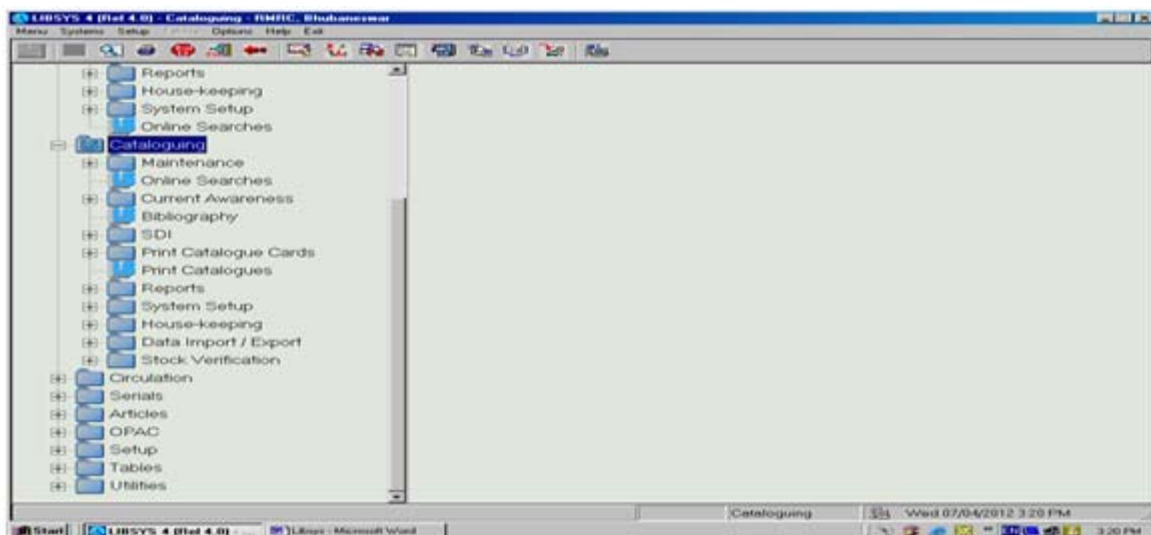 LIBSYS 4 (Rel 4.0) - Cataloguing - RMRC, Bhubaneswar
Menu Systems Setup Options Help Exit
Reports
House-keeping
System Setup
Online Searches
Cataloguing
Maintenance
Online Searches
Current Awareness
Bibliography
SDI
Print Catalogue Cards
Print Catalogues
Reports
System Setup
House-keeping
Data Import / Export
Stock Verification
Circulation
Serials
Articles
OPAC
Setup
Tables
Utilities
Cataloguing Wed 07/04/2012 3:20 PM
Start LIBSYS 4 (Rel 4.0) - ... Libsys - Microsoft Word 3:20 PM